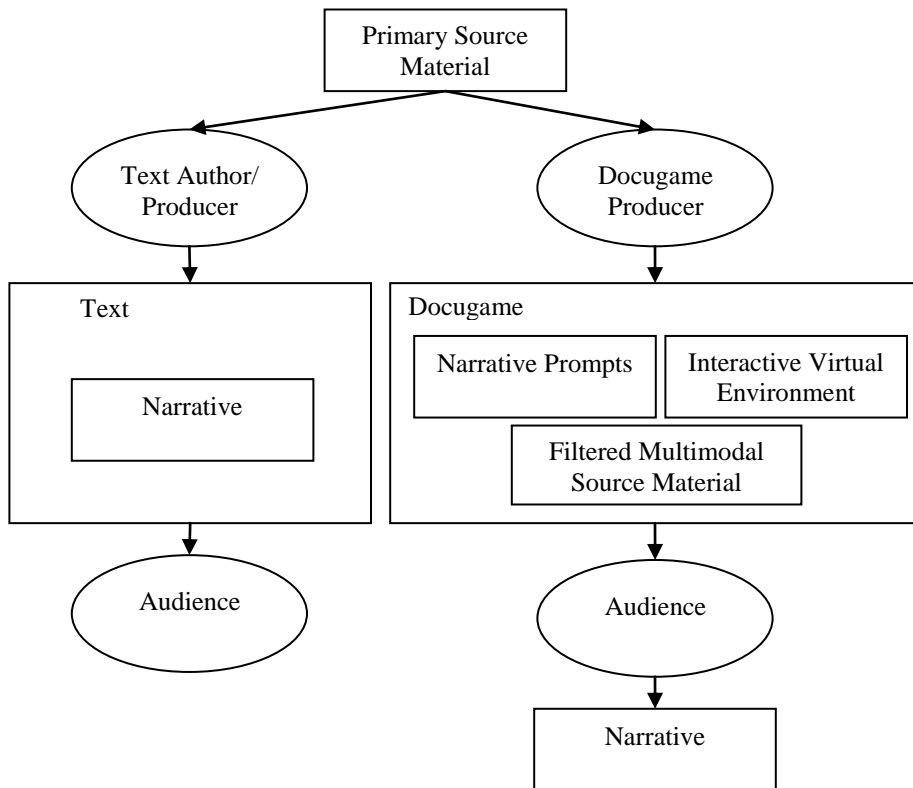 Primary Source
Material
Text Author/
Producer
Docugame
Producer
Text
Narrative
Docugame
Narrative Prompts
Interactive Virtual
Environment
Filtered Multimodal
Source Material
Audience
Audience
Narrative